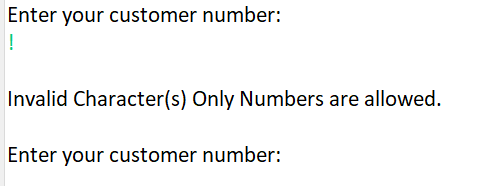 Enter your customer number:
!
Invalid Character(s) Only Numbers are allowed.
Enter your customer number: